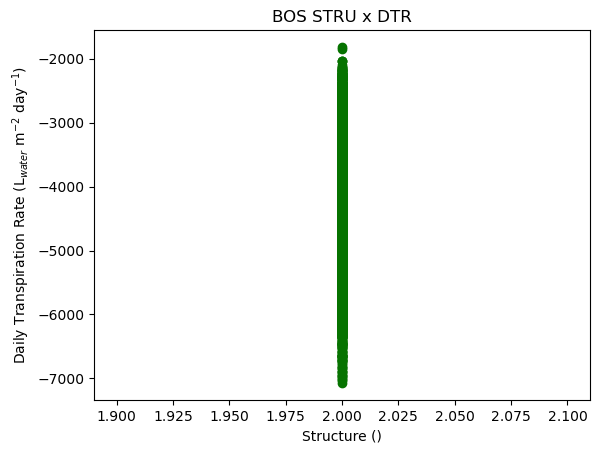 BOS STRU x DTR
Daily Transpiration Rate (L$_{water}$ m$^{-2}$ day$^{-1}$)
−2000
−3000
−4000
−5000
−6000
−7000
1.900 1.925 1.950 1.975 2.000 2.025 2.050 2.075 2.100
Structure ()